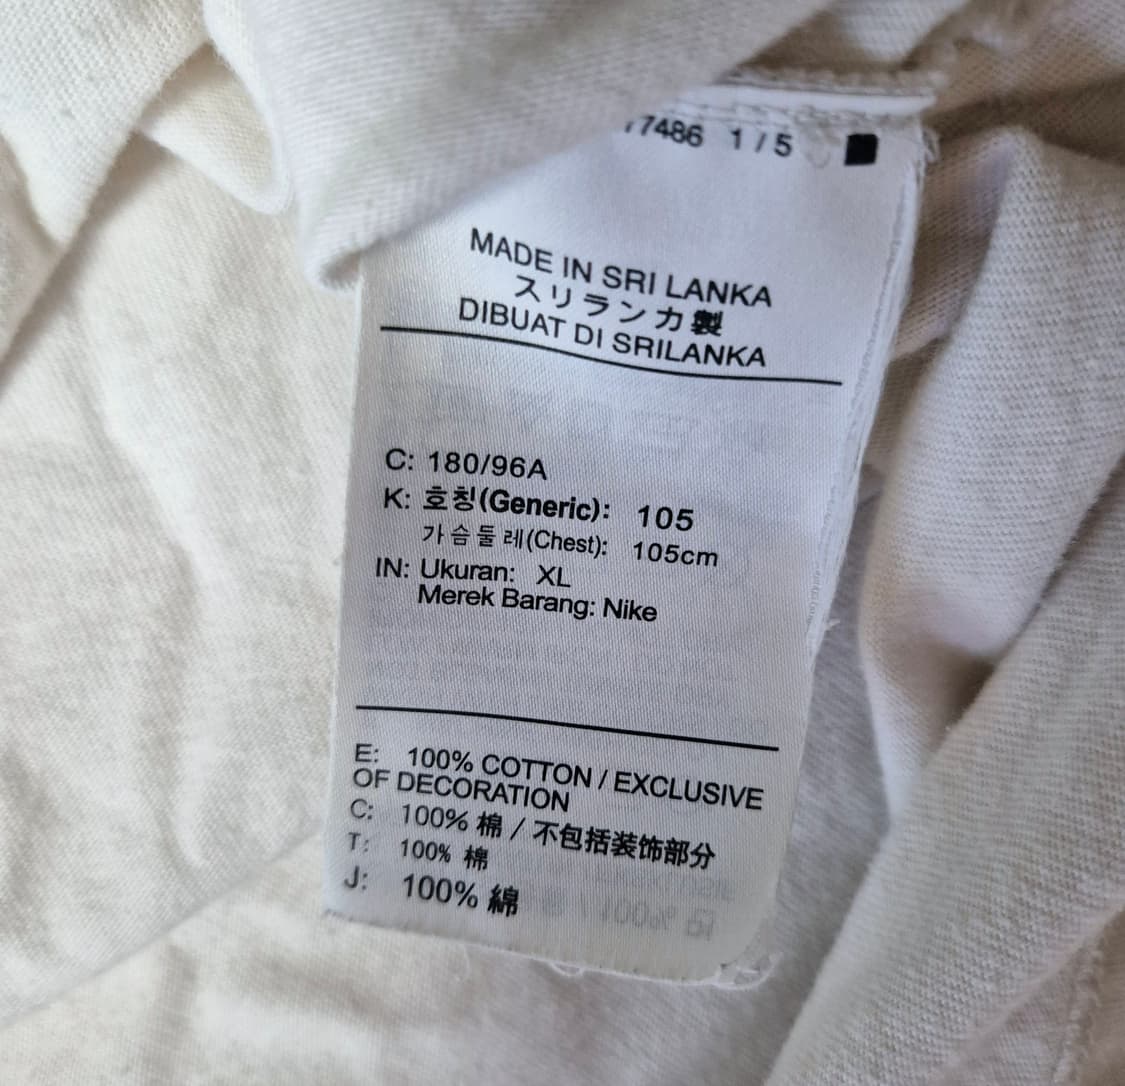 7486 1/5
MADE IN SRI LANKA
スリランカ製
DIBUAT DI SRILANKA
C: 180/96A
K: 호칭(Generic): 105
가슴둘레(Chest): 105cm
IN: Ukuran: XL
Merek Barang: Nike
E: 100% COTTON / EXCLUSIVE
OF DECORATION
C: 100% 棉 / 不包括装饰部分
T: 100% 棉
J: 100% 綿